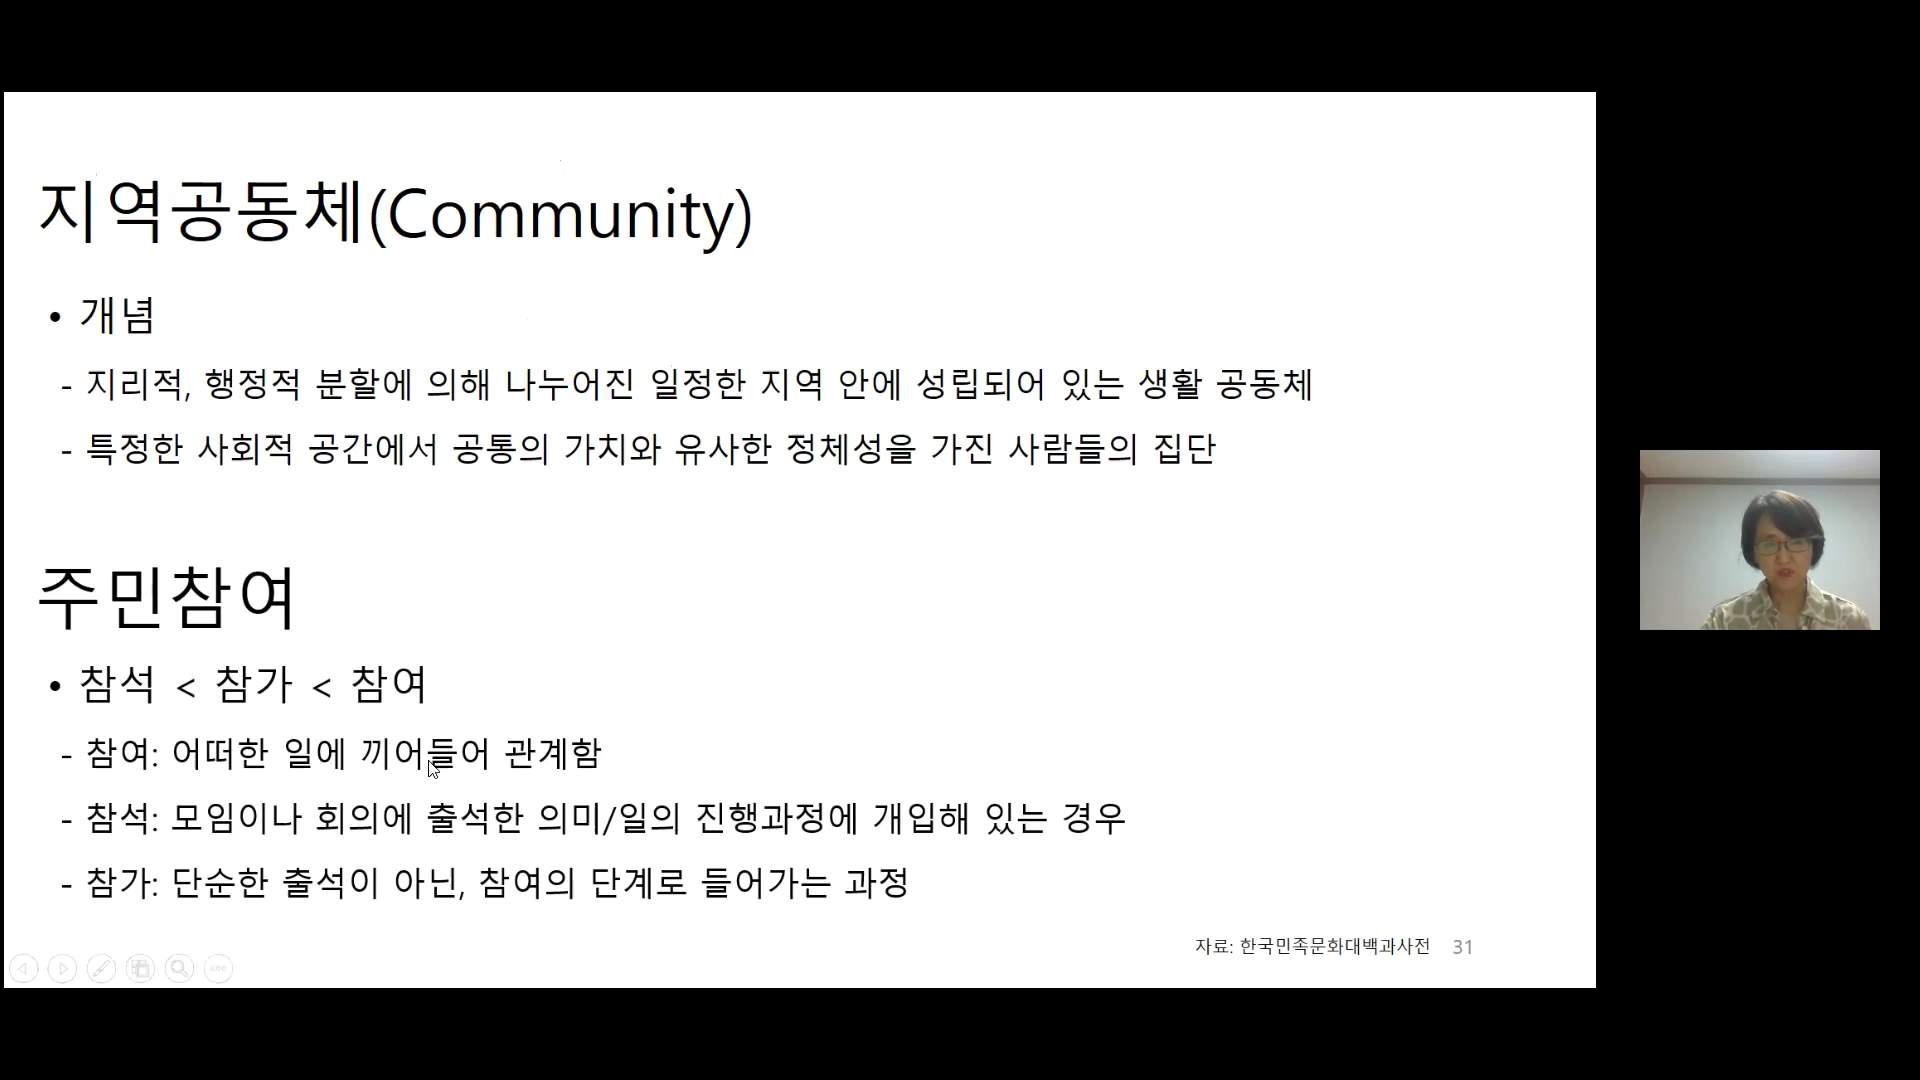 지역공동체(Community)
• 개념
- 지리적, 행정적 분할에 의해 나누어진 일정한 지역 안에 성립되어 있는 생활 공동체
- 특정한 사회적 공간에서 공통의 가치와 유사한 정체성을 가진 사람들의 집단
주민참여
• 참석 < 참가 < 참여
- 참여: 어떠한 일에 끼어들어 관계함
- 참석: 모임이나 회의에 출석한 의미/일의 진행과정에 개입해 있는 경우
- 참가: 단순한 출석이 아닌, 참여의 단계로 들어가는 과정
자료: 한국민족문화대백과사전 31